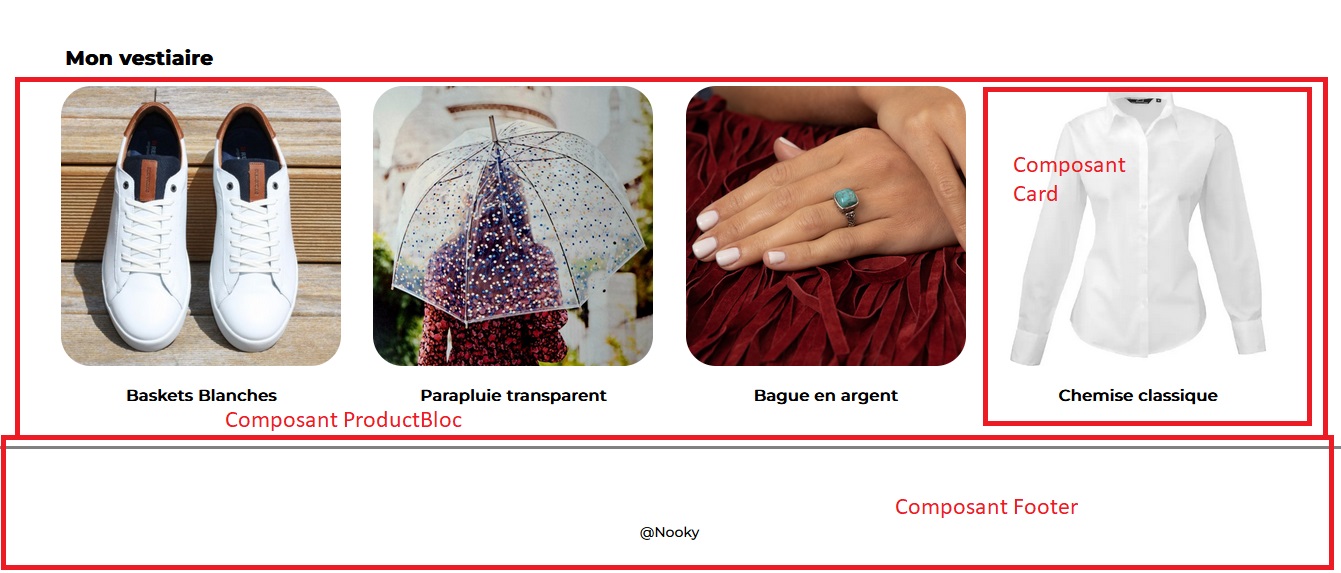 Mon vestiaire
Composant
Card
Baskets Blanches
Parapluie transparent
Bague en argent
Chemise classique
Composant ProductBloc
Composant Footer
@Nooky